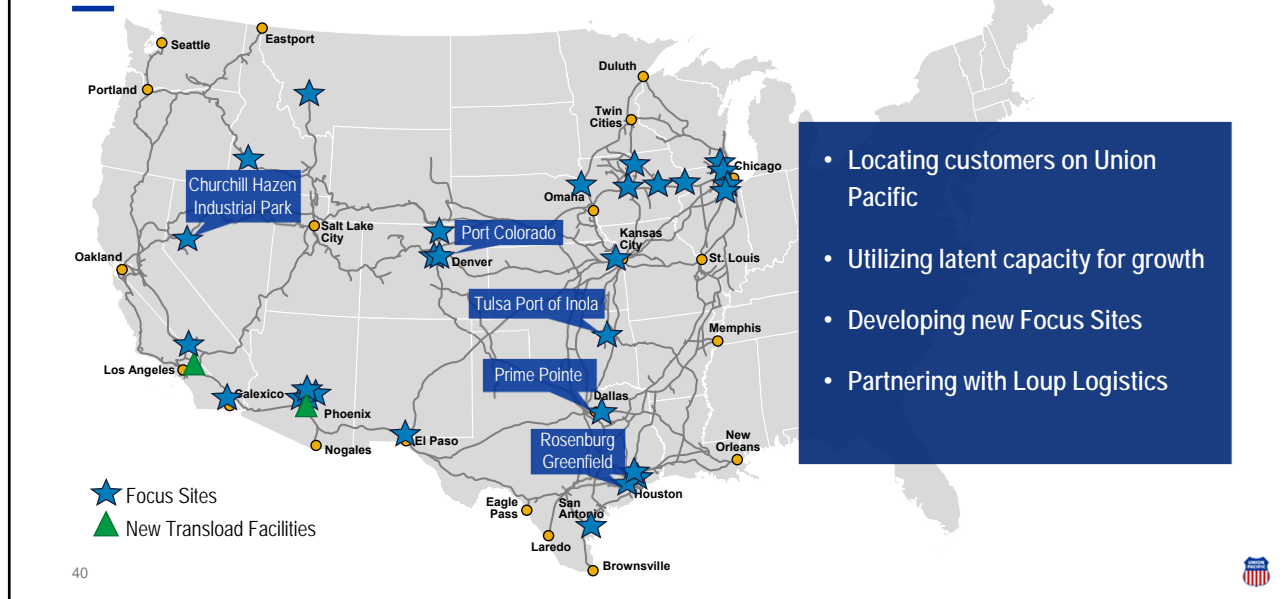 Seattle
Eastport
Portland
Duluth
Twin
Cities
Chicago
Churchill Hazen
Industrial Park
Omaha
Salt Lake
City
Port Colorado
Kansas
City
Oakland
Denver
St. Louis
Tulsa Port of Inola
Memphis
Los Angeles
Prime Pointe
Calexico
Dallas
Phoenix
El Paso
Nogales
Rosenburg
Greenfield
New
Orleans
Houston
Eagle
Pass
San
Antonio
Laredo
Brownsville
Focus Sites
New Transload Facilities
• Locating customers on Union
Pacific
• Utilizing latent capacity for growth
• Developing new Focus Sites
• Partnering with Loup Logistics
40
UNION
PACIFIC